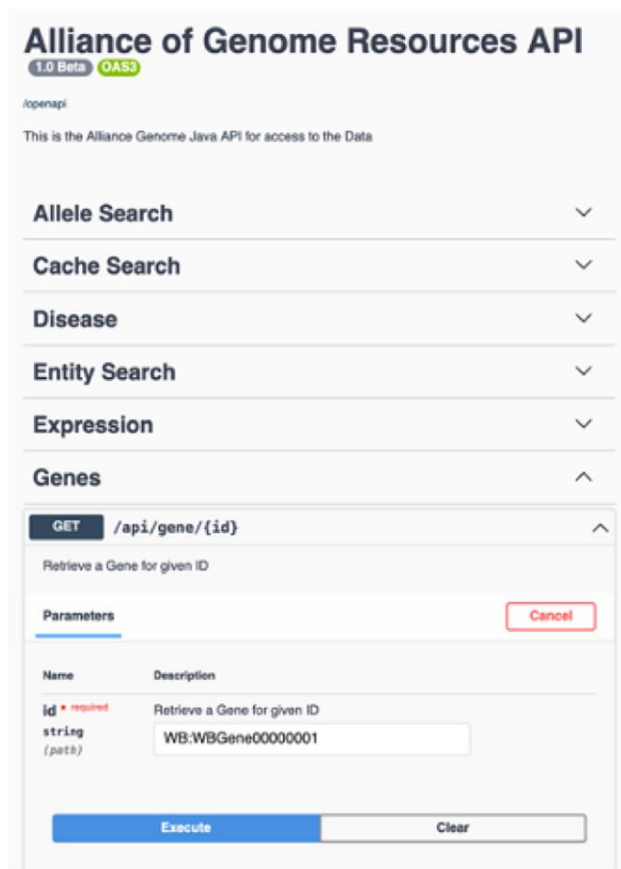 Alliance of Genome Resources API
1.0 Beta OAS3
/openapi
This is the Alliance Genome Java API for access to the Data
Allele Search
Cache Search
Disease
Entity Search
Expression
Genes
GET /api/gene/{id}
Retrieve a Gene for given ID
Parameters Cancel
Name Description
id * required Retrieve a Gene for given ID
string WB:WBGene00000001
(path)
Execute Clear